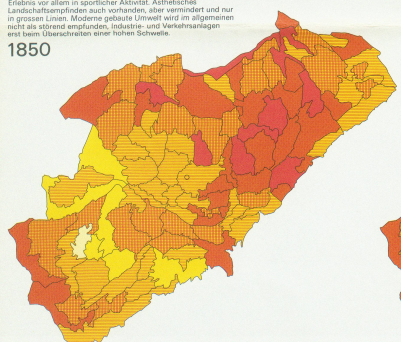 Erlebnis vor allem in sportlicher Aktivität. Ästhetisches
Landschaftsempfinden auch vorhanden, aber vermindert und nur
in grossen Linien. Moderne gebaute Umwelt wird im allgemeinen
nicht als störend empfunden, Industrie- und Verkehrsanlagen
erst beim Überschreiten einer hohen Schwelle.
1850